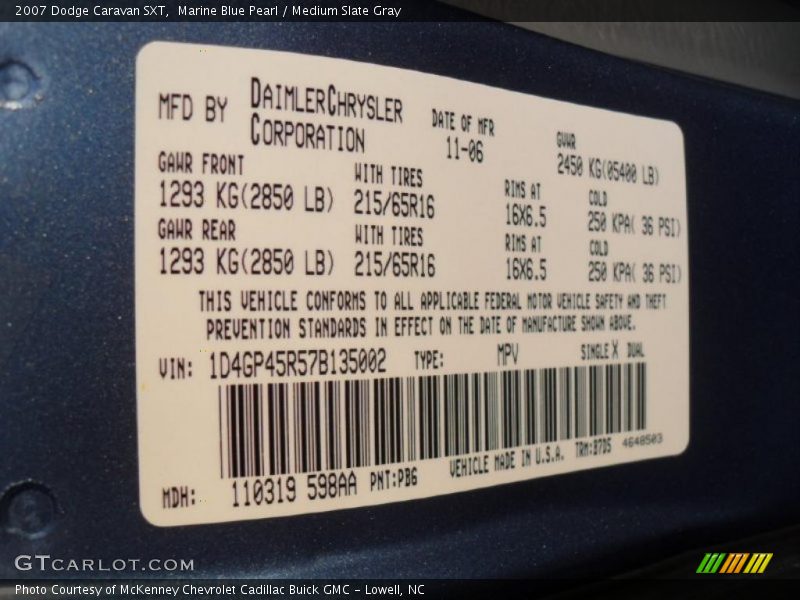 2007 Dodge Caravan SXT, Marine Blue Pearl / Medium Slate Gray
MFD BY DAIMLERCHRYSLER CORPORATION
DATE OF MFR
11-06
GVWR
2450 KG(05400 LB)
GAWR FRONT WITH TIRES RIMS AT COLD
1293 KG(2850 LB) 215/65R16 16X6.5 250 KPA( 36 PSI)
GAWR REAR WITH TIRES RIMS AT COLD
1293 KG(2850 LB) 215/65R16 16X6.5 250 KPA( 36 PSI)
THIS VEHICLE CONFORMS TO ALL APPLICABLE FEDERAL MOTOR VEHICLE SAFETY AND THEFT
PREVENTION STANDARDS IN EFFECT ON THE DATE OF MANUFACTURE SHOWN ABOVE.
VIN: 1D4GP45R57B135002 TYPE: MPV SINGLE X DUAL
MDH: 110319 598AA PNT:PB6 VEHICLE MADE IN U.S.A. TRM:B7D5 4648503
GTCARLOT.COM
Photo Courtesy of McKenney Chevrolet Cadillac Buick GMC - Lowell, NC